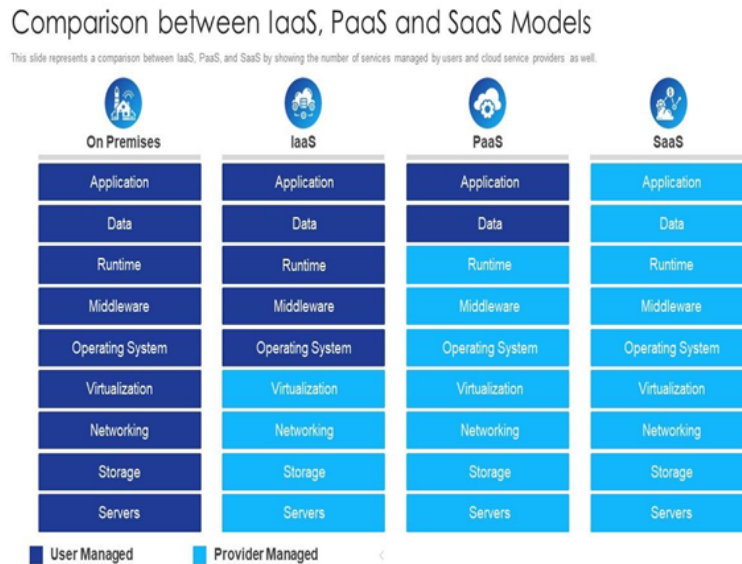 Comparison between IaaS, PaaS and SaaS Models
This slide represents a comparison between IaaS, PaaS, and SaaS by showing the number of services managed by users and cloud service providers as well.
On Premises IaaS PaaS SaaS
Application Application Application Application
Data Data Data Data
Runtime Runtime Runtime Runtime
Middleware Middleware Middleware Middleware
Operating System Operating System Operating System Operating System
Virtualization Virtualization Virtualization Virtualization
Networking Networking Networking Networking
Storage Storage Storage Storage
Servers Servers Servers Servers
User Managed Provider Managed